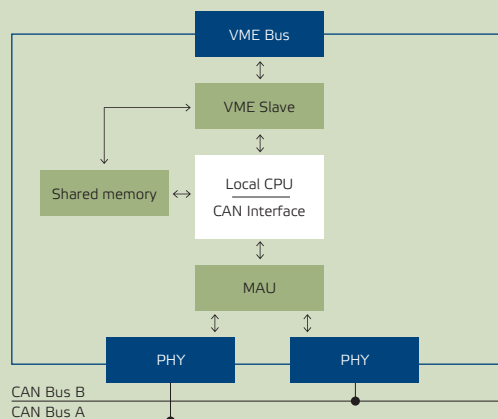 VME Bus
VME Slave
Shared memory
Local CPU
CAN Interface
MAU
PHY
PHY
CAN Bus B
CAN Bus A